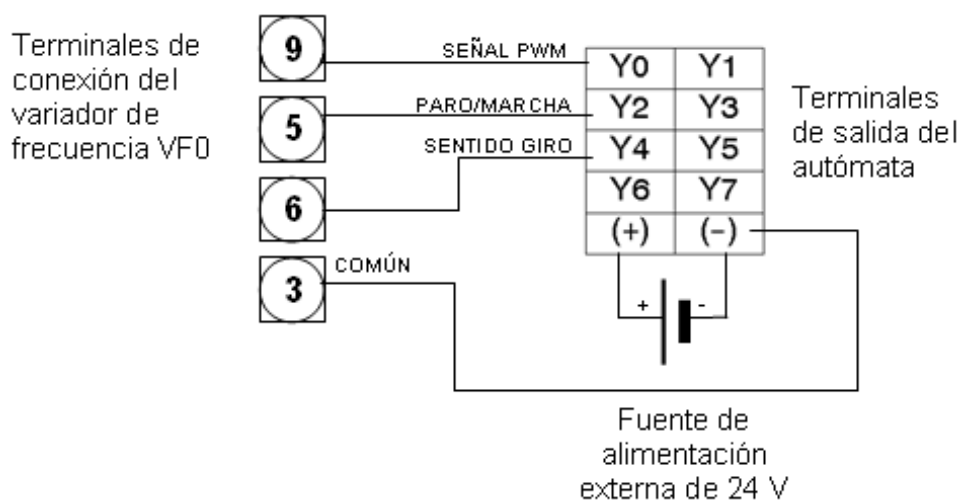 Terminales de
conexión del
variador de
frecuencia VF0
9
5
6
3
SEÑAL PWM
PARO/MARCHA
SENTIDO GIRO
COMÚN
Y0 Y1
Y2 Y3
Y4 Y5
Y6 Y7
(+) (-)
+ -
Terminales
de salida del
autómata
Fuente de
alimentación
externa de 24 V